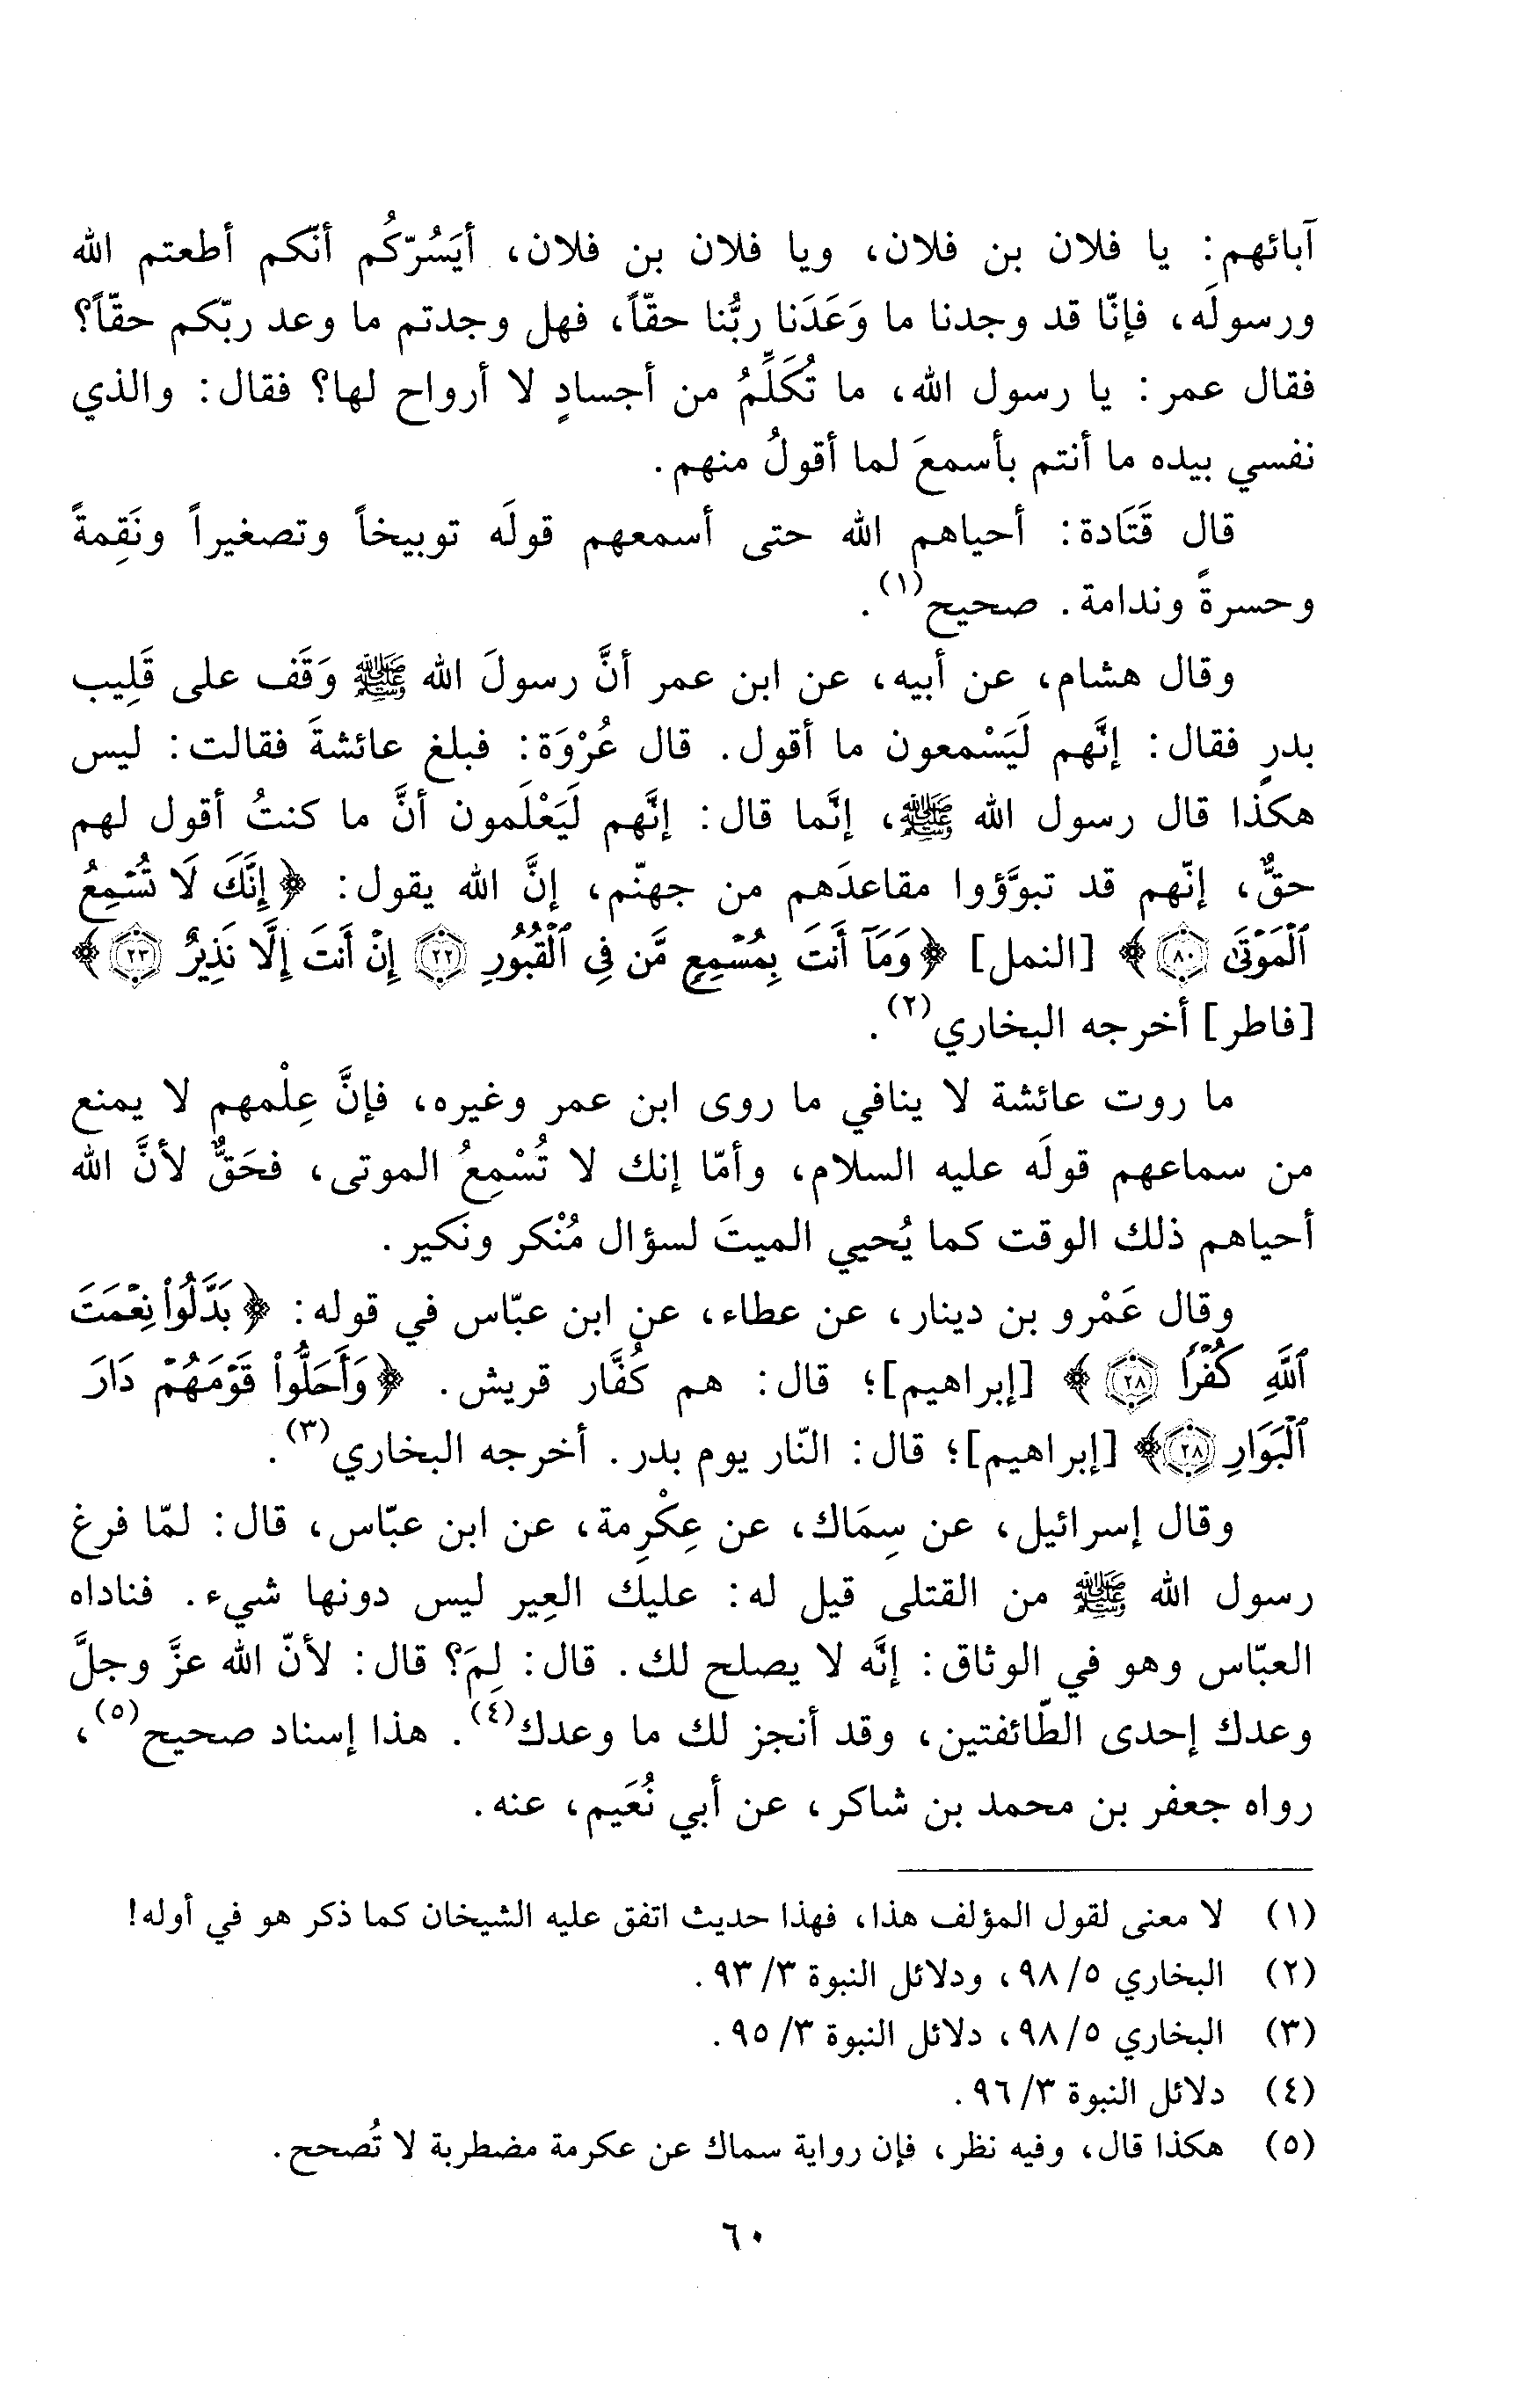 آبائهم: يا فلان بن فلان، ويا فلان بن فلان، أيَسُرّكُم أنّكم أطعتم الله
ورسولَه، فإنّا قد وجدنا ما وَعَدَنا ربُّنا حقّاً، فهل وجدتم ما وعد ربّكم حقّاً؟
فقال عمر: يا رسول الله، ما تُكَلِّمُ من أجسادٍ لا أرواح لها؟ فقال: والذي
نفسي بيده ما أنتم بأسمعَ لما أقولُ منهم.
قال قَتَادة: أحياهم الله حتى أسمعهم قولَه توبيخاً وتصغيراً ونَقِمةً
وحسرةً وندامة. صحيح(١).
وقال هشام، عن أبيه، عن ابن عمر أنَّ رسولَ الله ﷺ وَقَف على قَلِيب
بدرٍ فقال: إنَّهم لَيَسْمعون ما أقول. قال عُرْوَة: فبلغ عائشةَ فقالت: ليس
هكذا قال رسول الله ﷺ، إنَّما قال: إنَّهم لَيَعْلَمون أنَّ ما كنتُ أقول لهم
حقٌّ، إنّهم قد تبوَّؤوا مقاعدَهم من جهنّم، إنَّ الله يقول: ﴿إِنَّكَ لَا تُسۡمِعُ
ٱلۡمَوۡتَىٰ ٨٠﴾ [النمل] ﴿وَمَآ أَنتَ بِمُسۡمِعٖ مَّن فِي ٱلۡقُبُورِ ٢٢ إِنۡ أَنتَ إِلَّا نَذِيرٌ ٢٣﴾
[فاطر] أخرجه البخاري(٢).
ما روت عائشة لا ينافي ما روى ابن عمر وغيره، فإنَّ عِلْمهم لا يمنع
من سماعهم قولَه عليه السلام، وأمّا إنك لا تُسْمِعُ الموتى، فحَقٌّ لأنَّ الله
أحياهم ذلك الوقت كما يُحيي الميتَ لسؤال مُنْكر ونَكير.
وقال عَمْرو بن دينار، عن عطاء، عن ابن عبّاس في قوله: ﴿بَدَّلُواْ نِعۡمَتَ
ٱللَّهِ كُفۡرٗا ٢٨﴾ [إبراهيم]؛ قال: هم كُفَّار قريش. ﴿وَأَحَلُّواْ قَوۡمَهُمۡ دَارَ
ٱلۡبَوَارِ ٢٨﴾ [إبراهيم]؛ قال: النّار يوم بدر. أخرجه البخاري(٣).
وقال إسرائيل، عن سِمَاك، عن عِكْرِمة، عن ابن عبّاس، قال: لمّا فرغ
رسول الله ﷺ من القتلى قيل له: عليك العِير ليس دونها شيء. فناداه
العبّاس وهو في الوثاق: إنَّه لا يصلح لك. قال: لِمَ؟ قال: لأنّ الله عزَّ وجلَّ
وعدك إحدى الطّائفتين، وقد أنجز لك ما وعدك(٤). هذا إسناد صحيح(٥)،
رواه جعفر بن محمد بن شاكر، عن أبي نُعَيم، عنه.
(١) لا معنى لقول المؤلف هذا، فهذا حديث اتفق عليه الشيخان كما ذكر هو في أوله!
(٢) البخاري ٥/ ٩٨، ودلائل النبوة ٣/ ٩٣.
(٣) البخاري ٥/ ٩٨، دلائل النبوة ٣/ ٩٥.
(٤) دلائل النبوة ٣/ ٩٦.
(٥) هكذا قال، وفيه نظر، فإن رواية سماك عن عكرمة مضطربة لا تُصحح.
٦٠